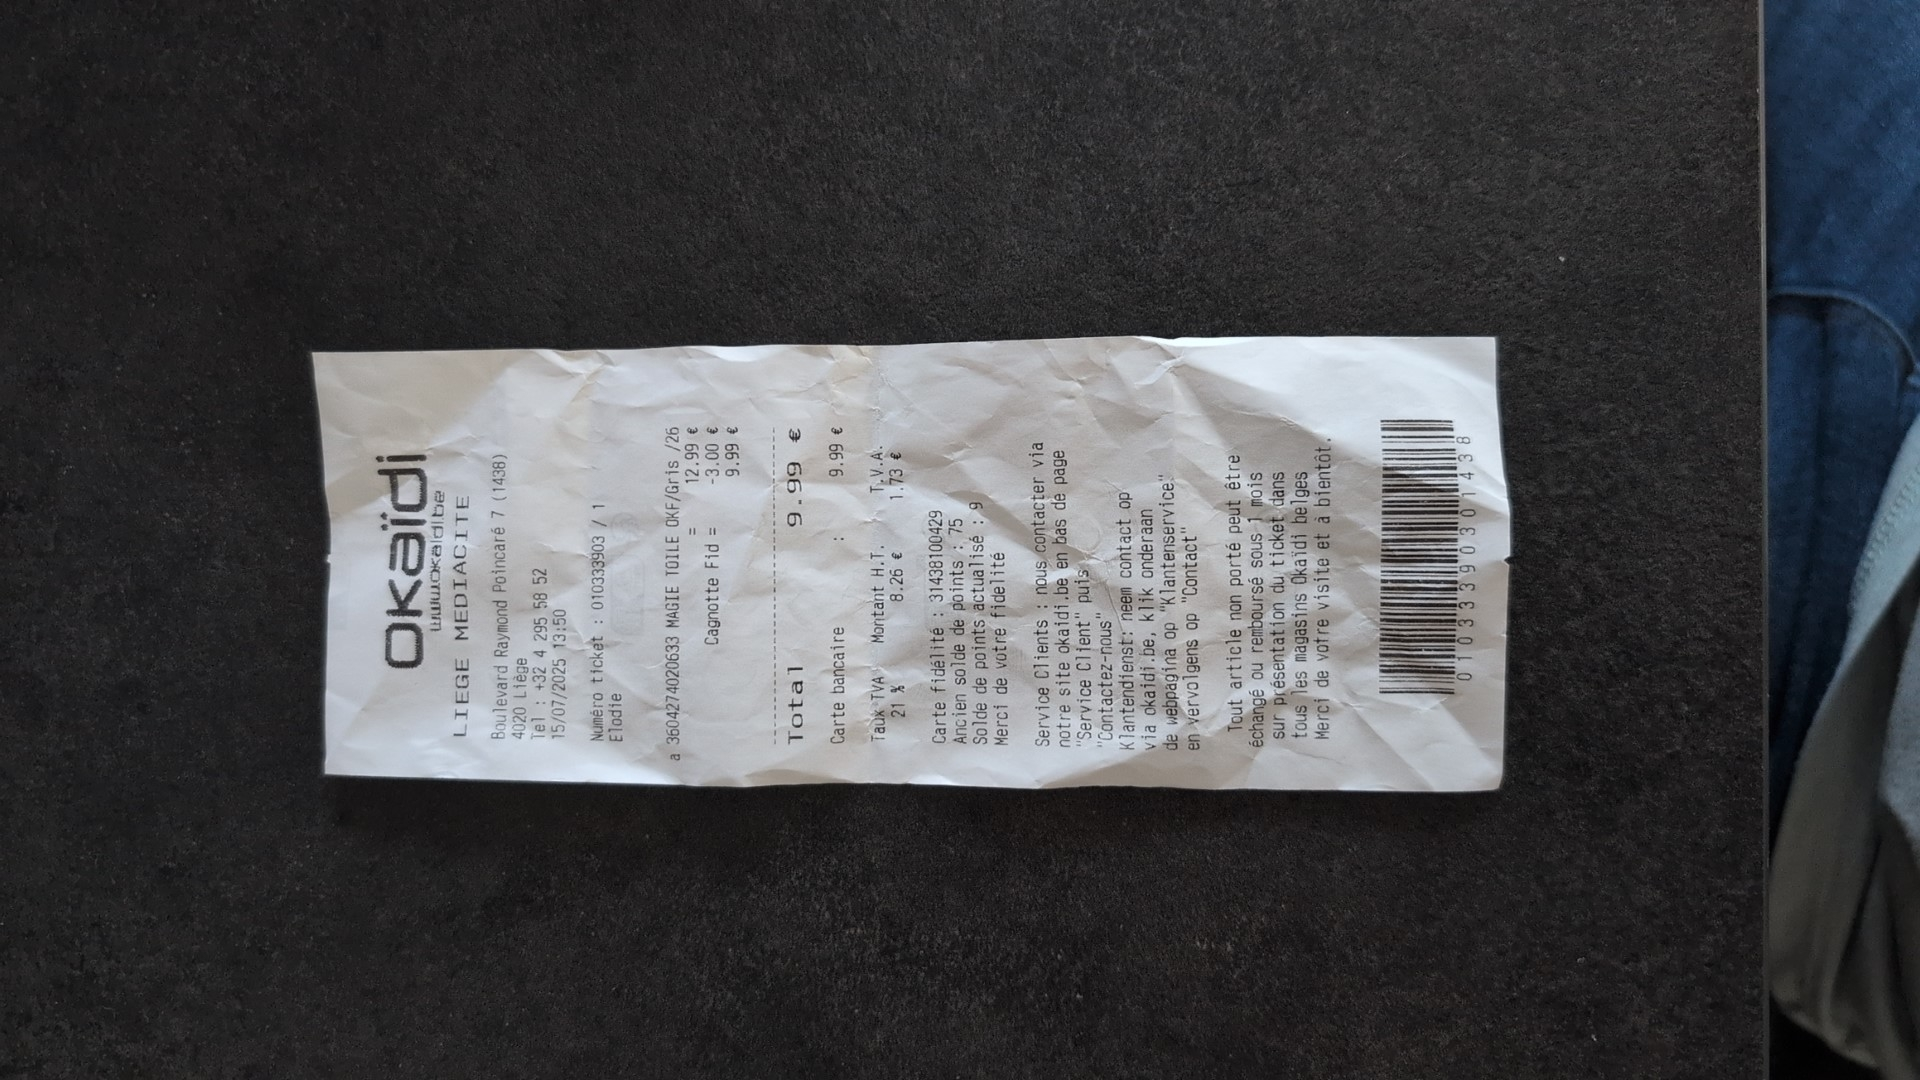 OKaïDi
www.okaidi.be
LIEGE MEDIACITE
Boulevard Raymond Poincaré 7 (1438)
4020 Liège
Tel : +32 4 295 58 52
15/07/2025 13:50
Numéro ticket : 010333903 / 1
Elodie
a 3604274020633 MAGIE TOILE OKF/Gris /26
= 12.99 €
Cagnotte Fid = -3.00 €
9.99 €
Total 9.99 €
Carte bancaire : 9.99 €
Taux TVA Montant H.T. T.V.A.
21 % 8.26 € 1.73 €
Carte fidélité : 31438100429
Ancien solde de points : 75
Solde de points actualisé : 9
Merci de votre fidelité
Service Clients : nous contacter via
notre site okaidi.be en bas de page
"Service Client" puis
"Contactez-nous"
Klantendienst: neem contact op
via okaidi.be, klik onderaan
de webpagina op "Klantenservice"
en vervolgens op "Contact"
Tout article non porté peut être
échangé ou remboursé sous 1 mois
sur présentation du ticket dans
tous les magasins Okaïdi belges
Merci de votre visite et à bientôt.
0103339030 1438